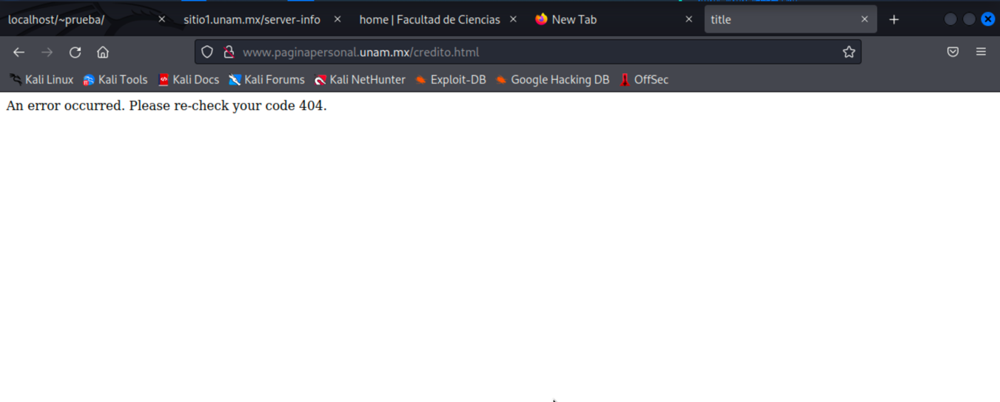 localhost/~prueba/ sitio1.unam.mx/server-info home | Facultad de Ciencias New Tab title
www.paginapersonal.unam.mx/credito.html
Kali Linux Kali Tools Kali Docs Kali Forums Kali NetHunter Exploit-DB Google Hacking DB OffSec
An error occurred. Please re-check your code 404.